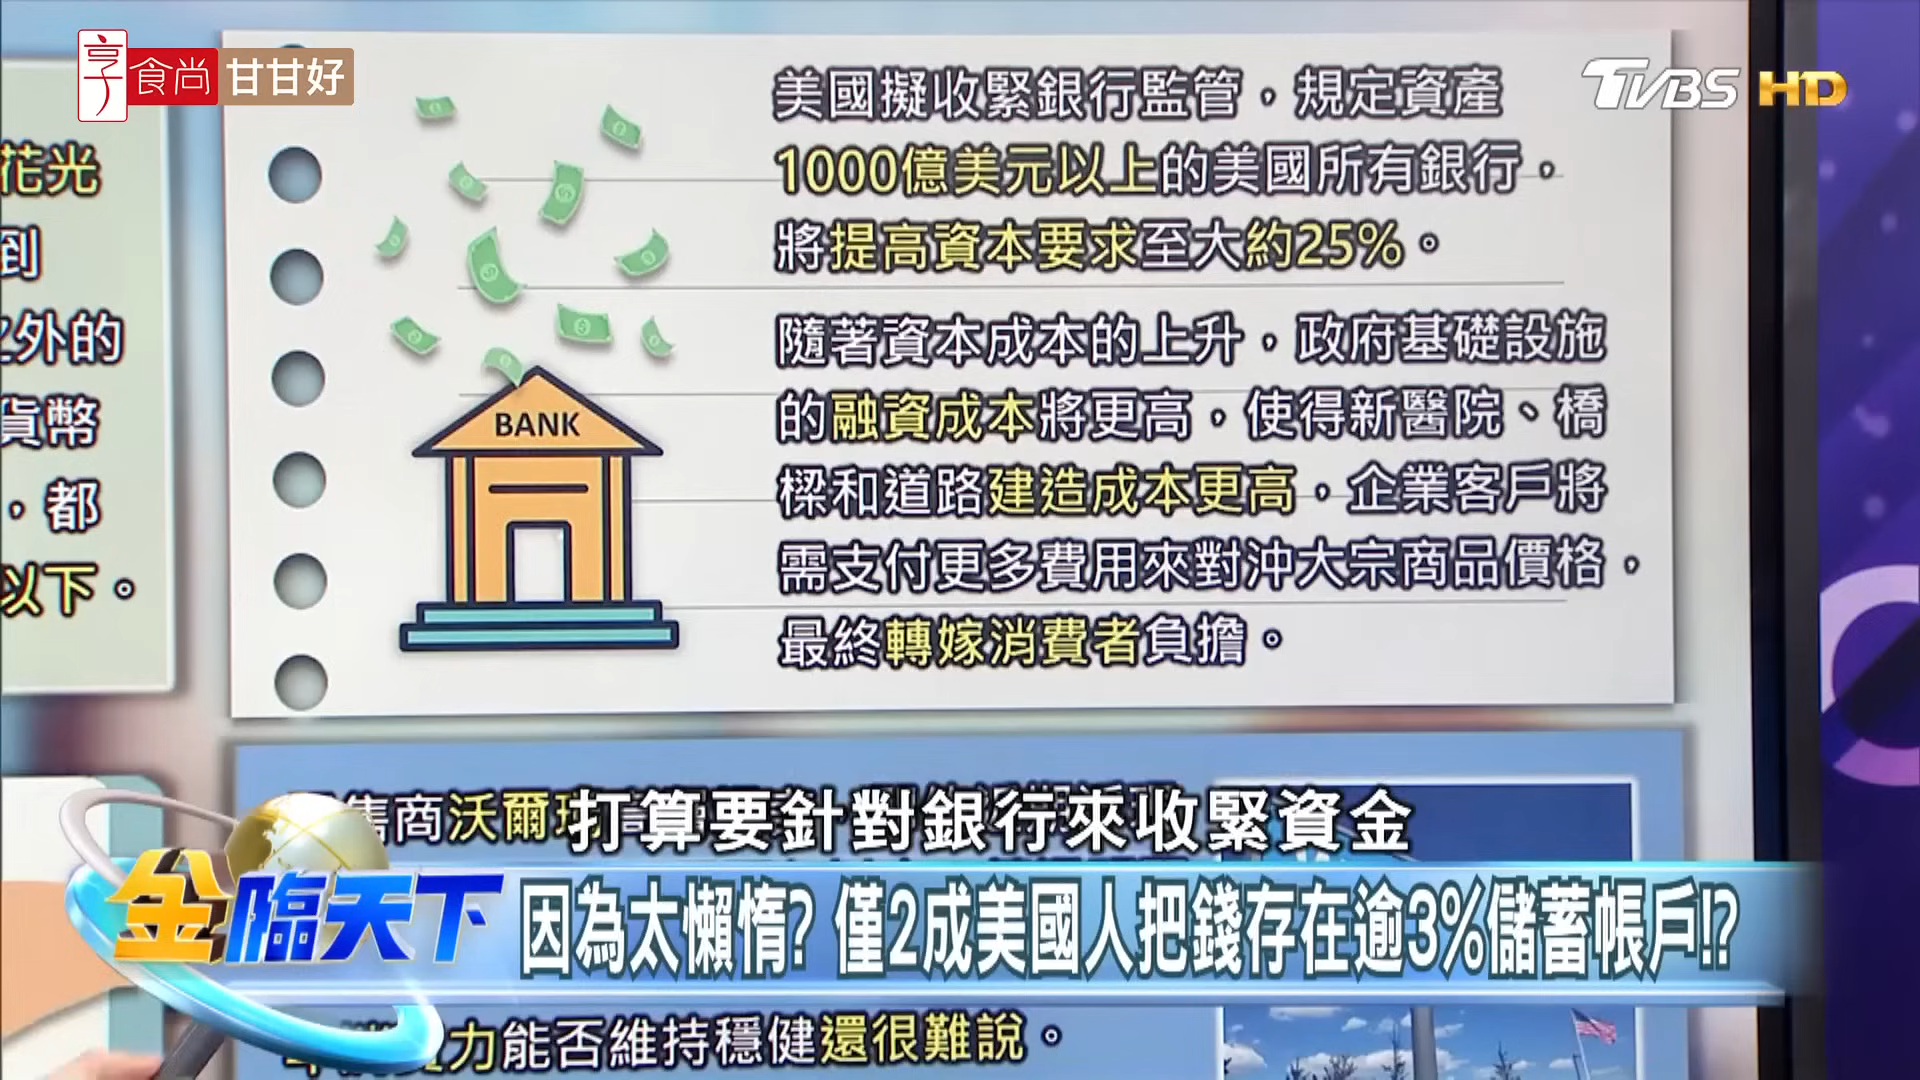 享 食尚 甘甘好
TVBS HD
花光
到
之外的
貨幣
，都
以下。
美國擬收緊銀行監管，規定資產
1000億美元以上的美國所有銀行，
將提高資本要求至大約25%。
隨著資本成本的上升，政府基礎設施
的融資成本將更高，使得新醫院、橋
樑和道路建造成本更高，企業客戶將
需支付更多費用來對沖大宗商品價格，
最終轉嫁消費者負擔。
BANK
售商沃爾
打算要針對銀行來收緊資金
金臨天下
因為太懶惰? 僅2成美國人把錢存在逾3%儲蓄帳戶!?
力能否維持穩健還很難說。